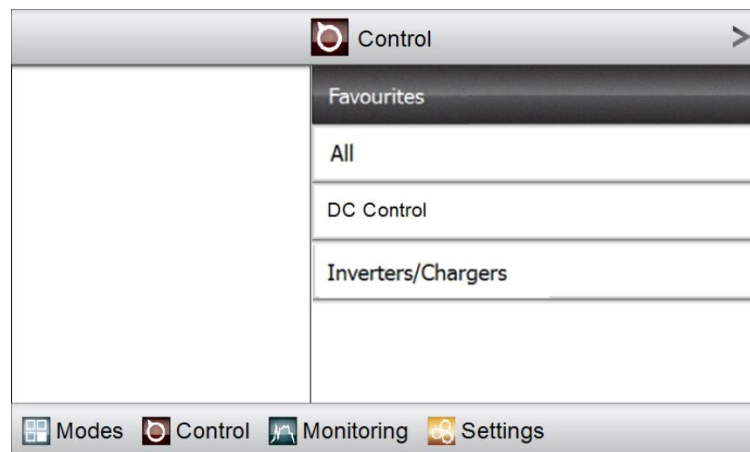 Control >
Favourites
All
DC Control
Inverters/Chargers
Modes Control Monitoring Settings